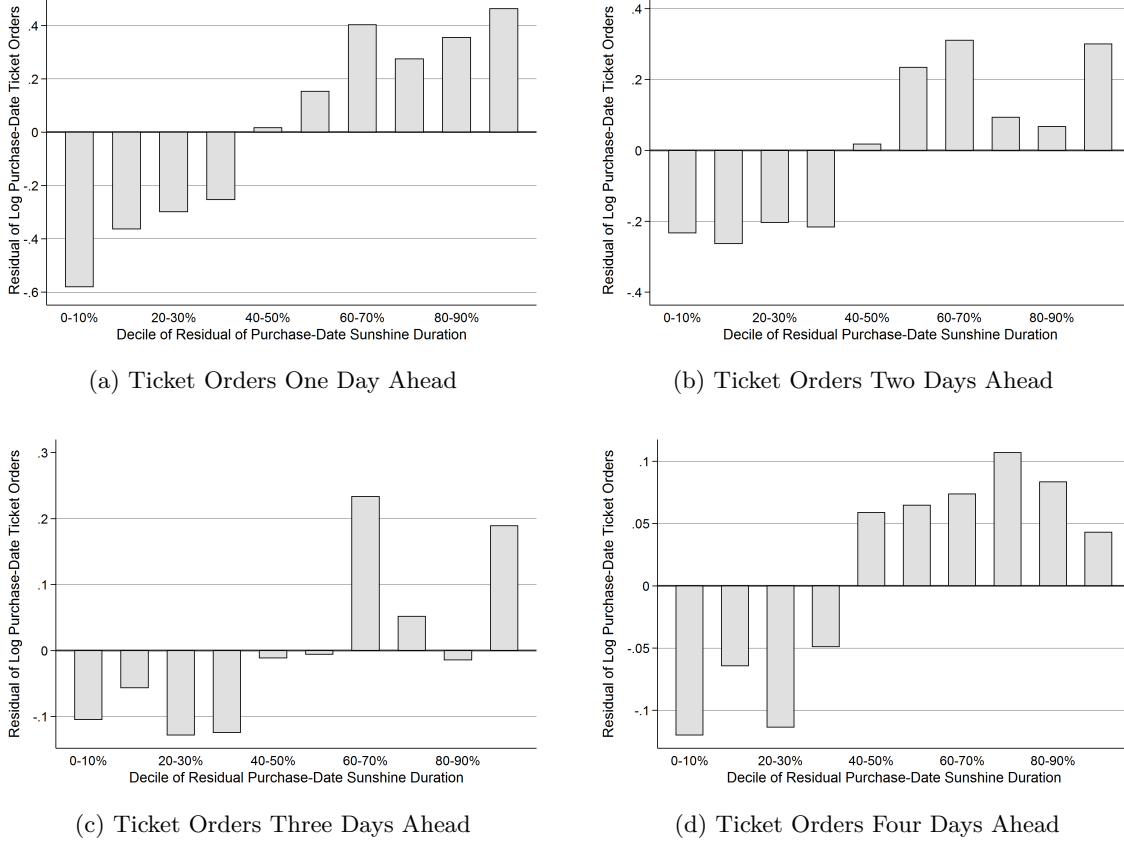 Residual of Log Purchase-Date Ticket Orders
.4
.2
0
-.2
-.4
-.6
0-10% 20-30% 40-50% 60-70% 80-90%
Decile of Residual of Purchase-Date Sunshine Duration
(a) Ticket Orders One Day Ahead
Residual of Log Purchase-Date Ticket Orders
.4
.2
0
-.2
-.4
0-10% 20-30% 40-50% 60-70% 80-90%
Decile of Residual Purchase-Date Sunshine Duration
(b) Ticket Orders Two Days Ahead
Residual of Log Purchase-Date Ticket Orders
.3
.2
.1
0
-.1
0-10% 20-30% 40-50% 60-70% 80-90%
Decile of Residual Purchase-Date Sunshine Duration
(c) Ticket Orders Three Days Ahead
Residual of Log Purchase-Date Ticket Orders
.1
.05
0
-.05
-.1
0-10% 20-30% 40-50% 60-70% 80-90%
Decile of Residual Purchase-Date Sunshine Duration
(d) Ticket Orders Four Days Ahead